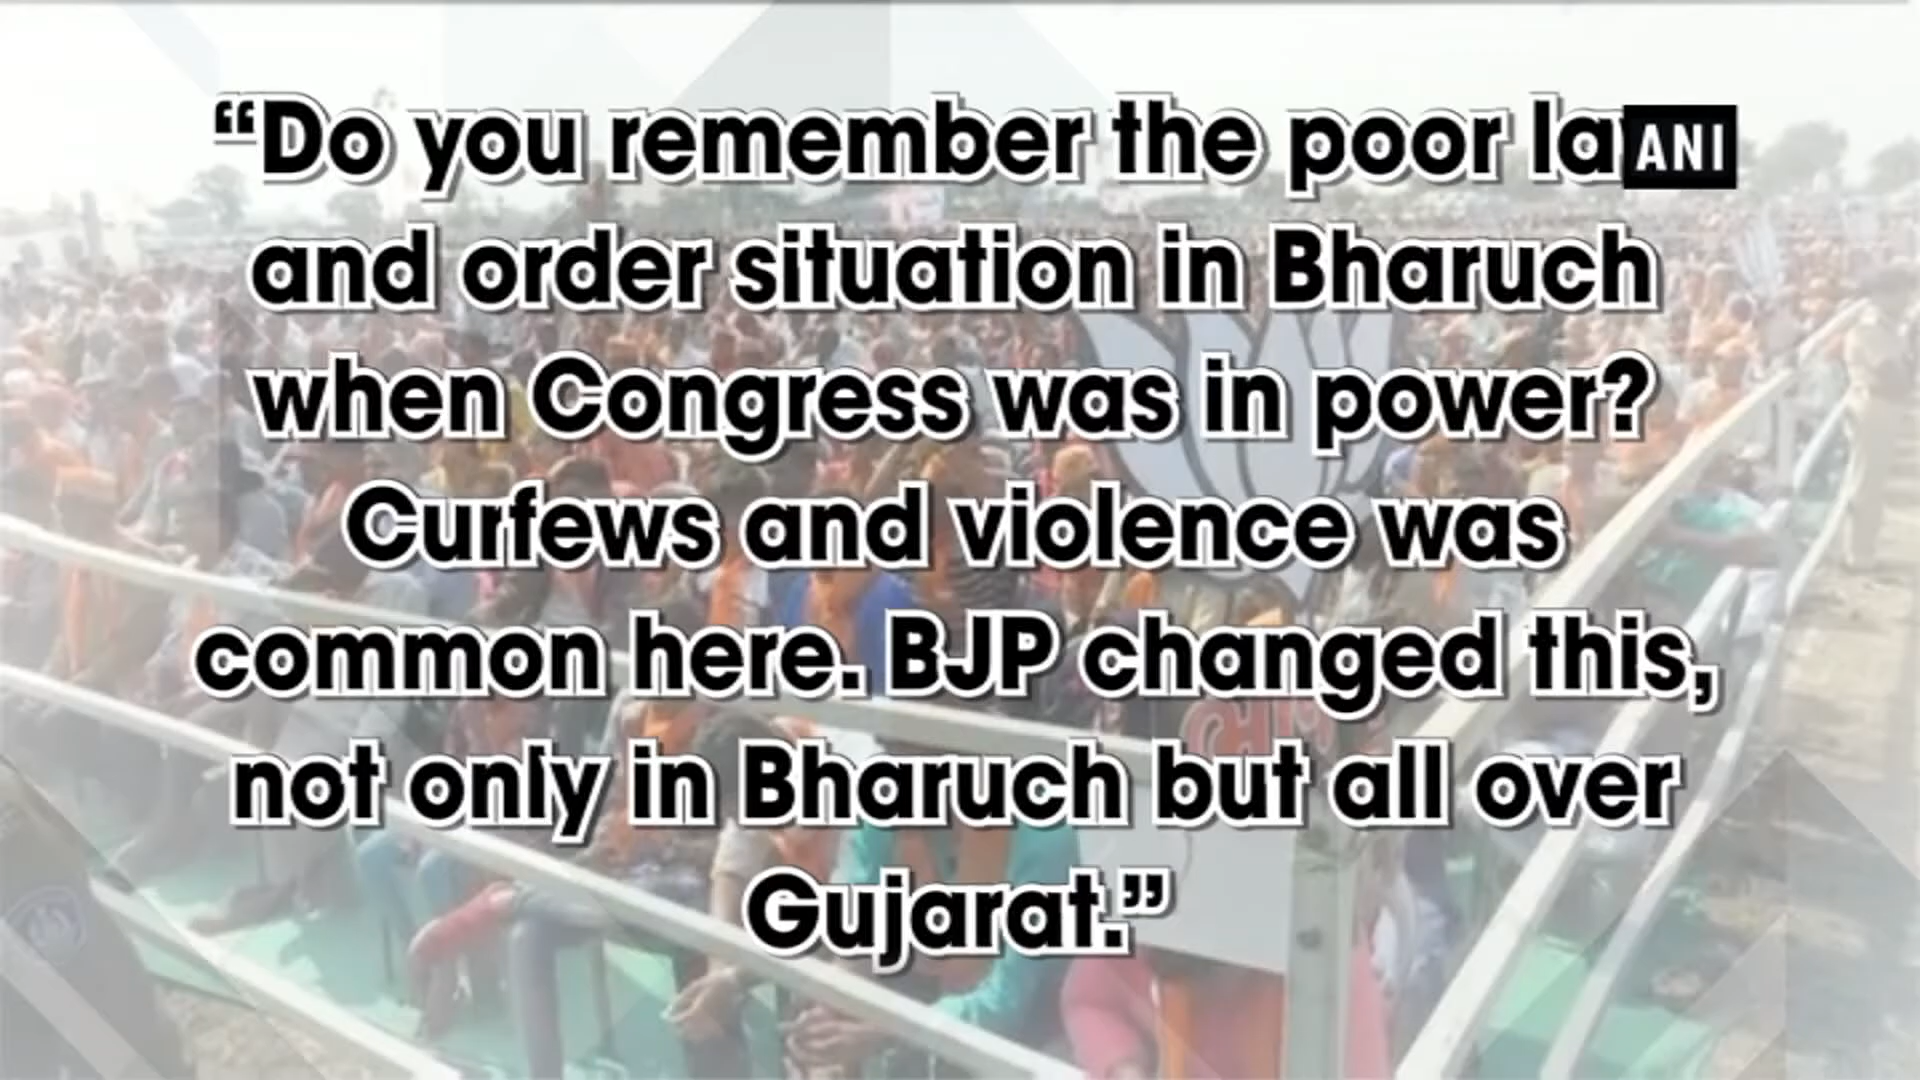 “Do you remember the poor la
ANI
and order situation in Bharuch
when Congress was in power?
Curfews and violence was
common here. BJP changed this,
not only in Bharuch but all over
Gujarat.”